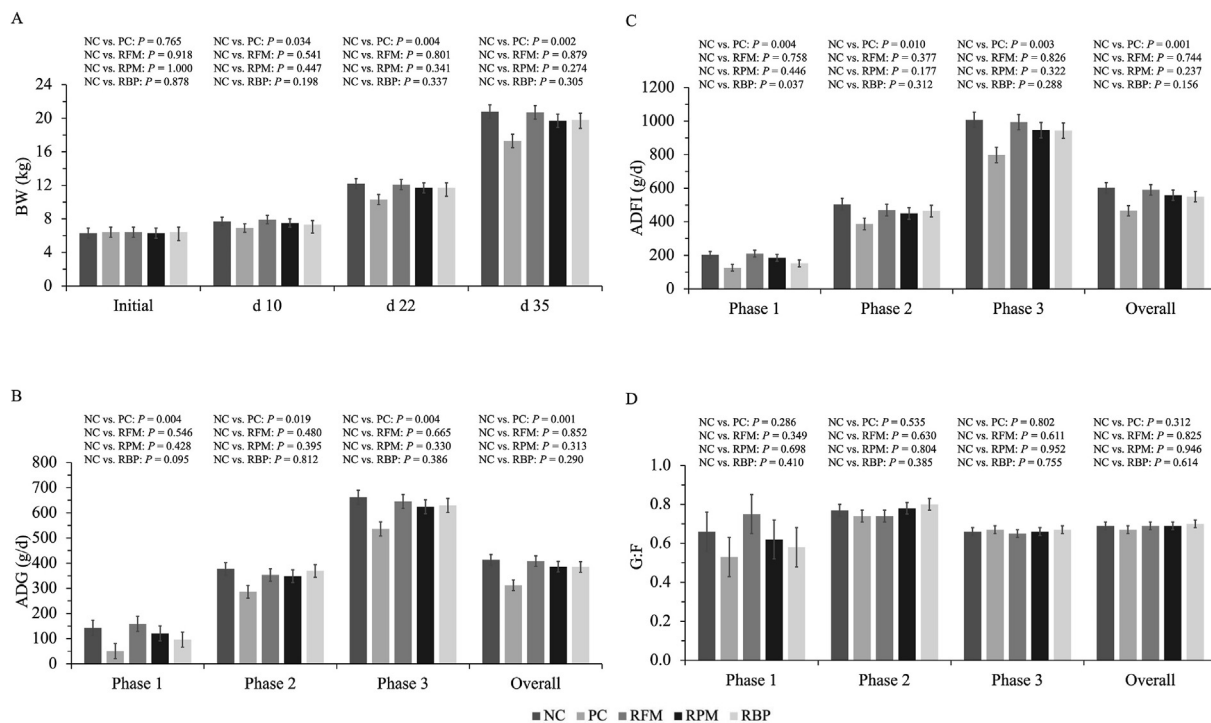 A
NC vs. PC: P = 0.765
NC vs. RFM: P = 0.918
NC vs. RPM: P = 1.000
NC vs. RBP: P = 0.878
NC vs. PC: P = 0.034
NC vs. RFM: P = 0.541
NC vs. RPM: P = 0.447
NC vs. RBP: P = 0.198
NC vs. PC: P = 0.004
NC vs. RFM: P = 0.801
NC vs. RPM: P = 0.341
NC vs. RBP: P = 0.337
NC vs. PC: P = 0.002
NC vs. RFM: P = 0.879
NC vs. RPM: P = 0.274
NC vs. RBP: P = 0.305
BW (kg)
24
20
16
12
8
4
0
Initial
d 10
d 22
d 35
B
NC vs. PC: P = 0.004
NC vs. RFM: P = 0.546
NC vs. RPM: P = 0.428
NC vs. RBP: P = 0.095
NC vs. PC: P = 0.019
NC vs. RFM: P = 0.480
NC vs. RPM: P = 0.395
NC vs. RBP: P = 0.812
NC vs. PC: P = 0.004
NC vs. RFM: P = 0.665
NC vs. RPM: P = 0.330
NC vs. RBP: P = 0.386
NC vs. PC: P = 0.001
NC vs. RFM: P = 0.852
NC vs. RPM: P = 0.313
NC vs. RBP: P = 0.290
ADG (g/d)
800
700
600
500
400
300
200
100
0
Phase 1
Phase 2
Phase 3
Overall
C
NC vs. PC: P = 0.004
NC vs. RFM: P = 0.758
NC vs. RPM: P = 0.446
NC vs. RBP: P = 0.037
NC vs. PC: P = 0.010
NC vs. RFM: P = 0.377
NC vs. RPM: P = 0.177
NC vs. RBP: P = 0.312
NC vs. PC: P = 0.003
NC vs. RFM: P = 0.826
NC vs. RPM: P = 0.322
NC vs. RBP: P = 0.288
NC vs. PC: P = 0.001
NC vs. RFM: P = 0.744
NC vs. RPM: P = 0.237
NC vs. RBP: P = 0.156
ADFI (g/d)
1200
1000
800
600
400
200
0
Phase 1
Phase 2
Phase 3
Overall
D
NC vs. PC: P = 0.286
NC vs. RFM: P = 0.349
NC vs. RPM: P = 0.698
NC vs. RBP: P = 0.410
NC vs. PC: P = 0.535
NC vs. RFM: P = 0.630
NC vs. RPM: P = 0.804
NC vs. RBP: P = 0.385
NC vs. PC: P = 0.802
NC vs. RFM: P = 0.611
NC vs. RPM: P = 0.952
NC vs. RBP: P = 0.755
NC vs. PC: P = 0.312
NC vs. RFM: P = 0.825
NC vs. RPM: P = 0.946
NC vs. RBP: P = 0.614
G:F
1.0
0.8
0.6
0.4
0.2
0.0
Phase 1
Phase 2
Phase 3
Overall
NC PC RFM RPM RBP